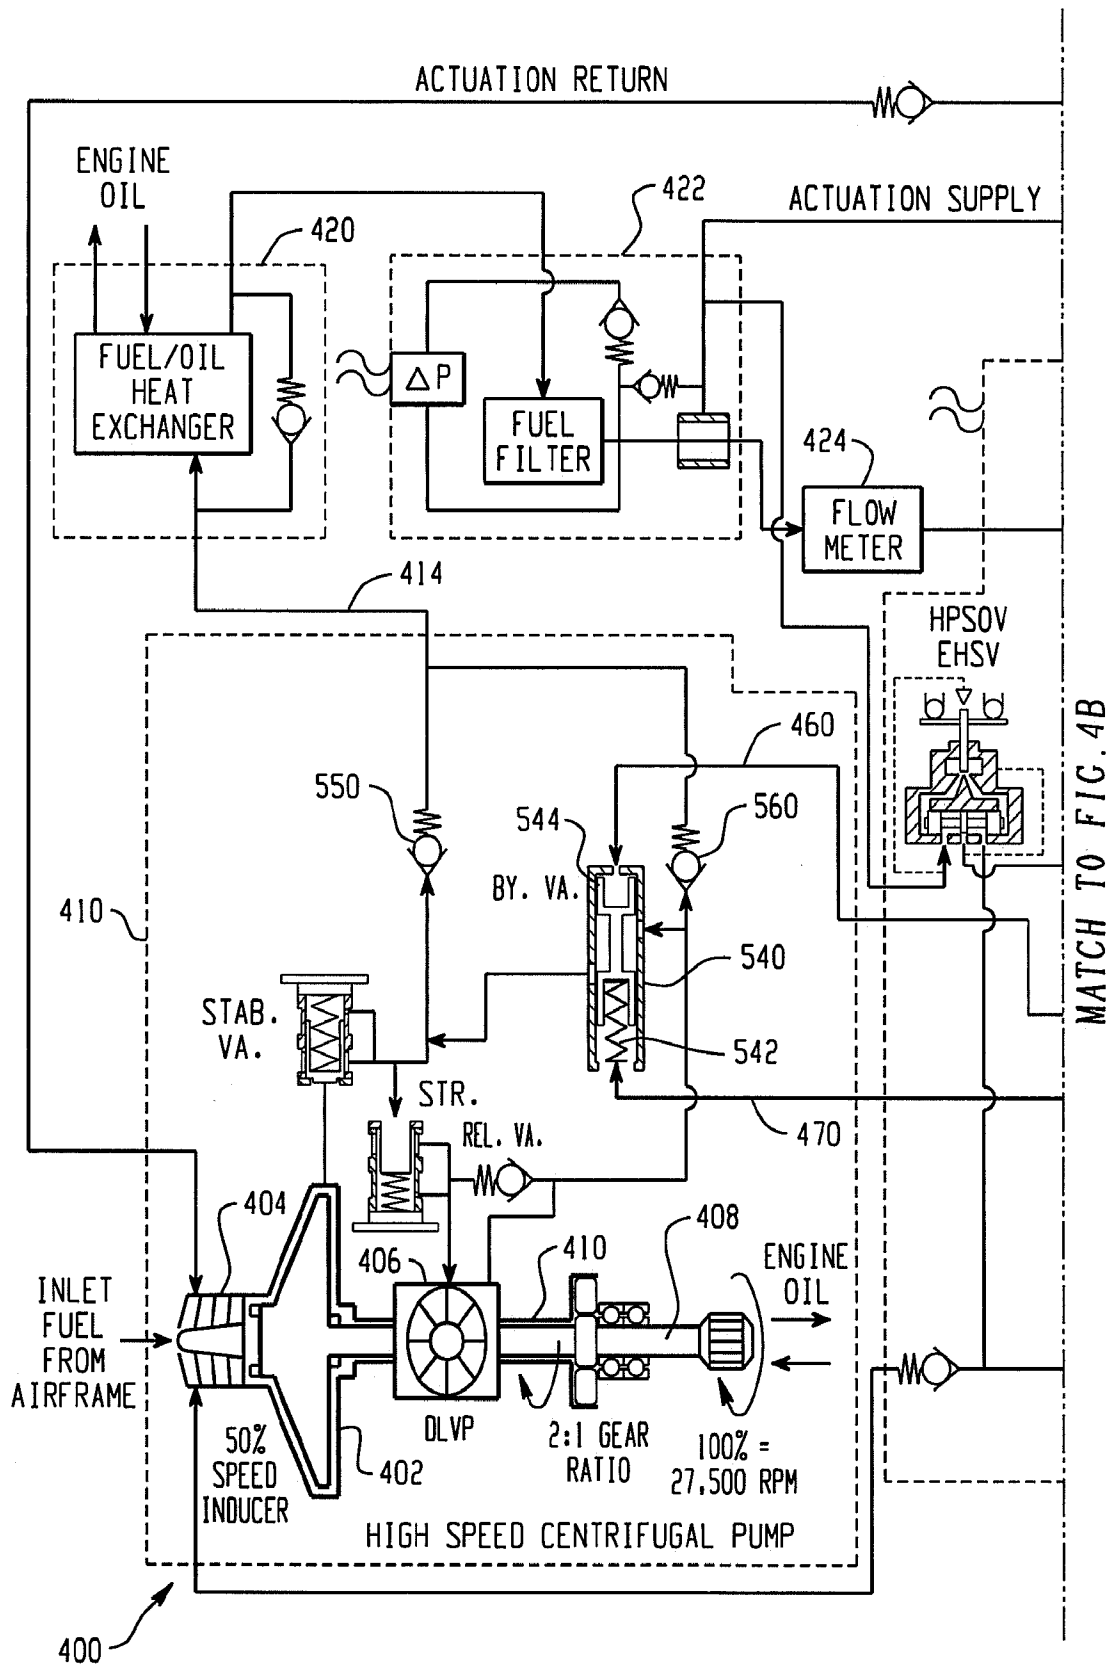 ACTUATION RETURN
ENGINE
OIL
422
ACTUATION SUPPLY
420
FUEL/OIL
HEAT
EXCHANGER
△ P
FUEL
FILTER
424
FLOW
METER
414
HPSOV
EHSV
460
550
544
560
BY. VA.
410
540
STAB.
VA.
542
STR.
REL. VA.
470
MATCH TO FIG. 4B
404
406
410
408
ENGINE
OIL
INLET
FUEL
FROM
AIRFRAME
DLVP
50%
SPEED
INDUCER
402
2:1 GEAR
RATIO
100% =
27,500 RPM
HIGH SPEED CENTRIFUGAL PUMP
400